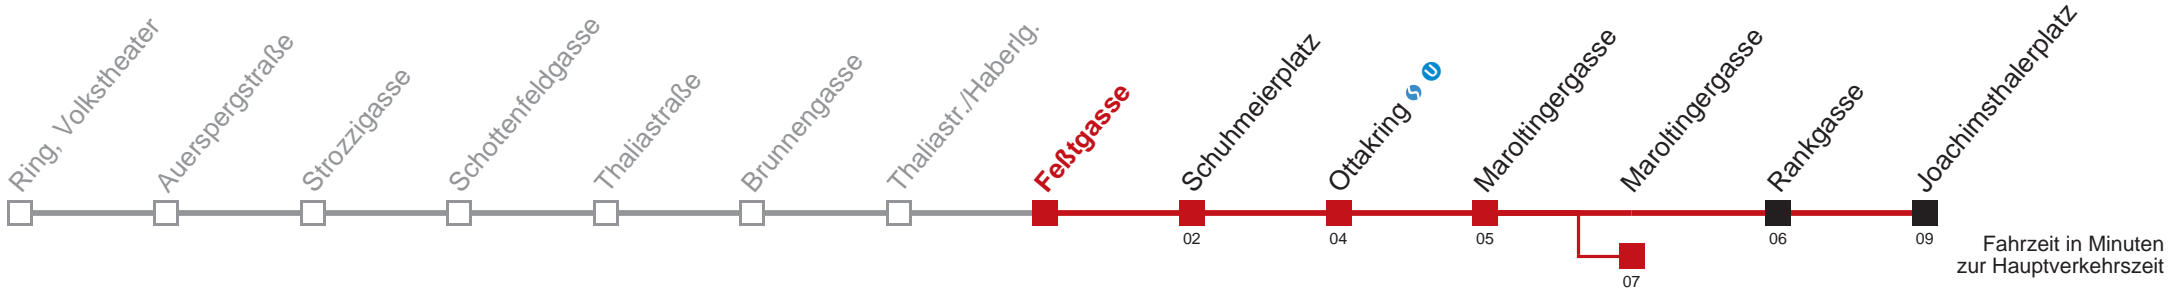 Ring, Volkstheater
Auerspergstraße
Strozzigasse
Schottenfeldgasse
Thaliastraße
Brunnengasse
Thaliastr./Haberlg.
Feßtgasse
Schuhmeierplatz
Ottakring S U
Maroltingergasse
Maroltingergasse
Rankgasse
Joachimsthalerplatz
02
04
05
06
09
07
Fahrzeit in Minuten
zur Hauptverkehrszeit